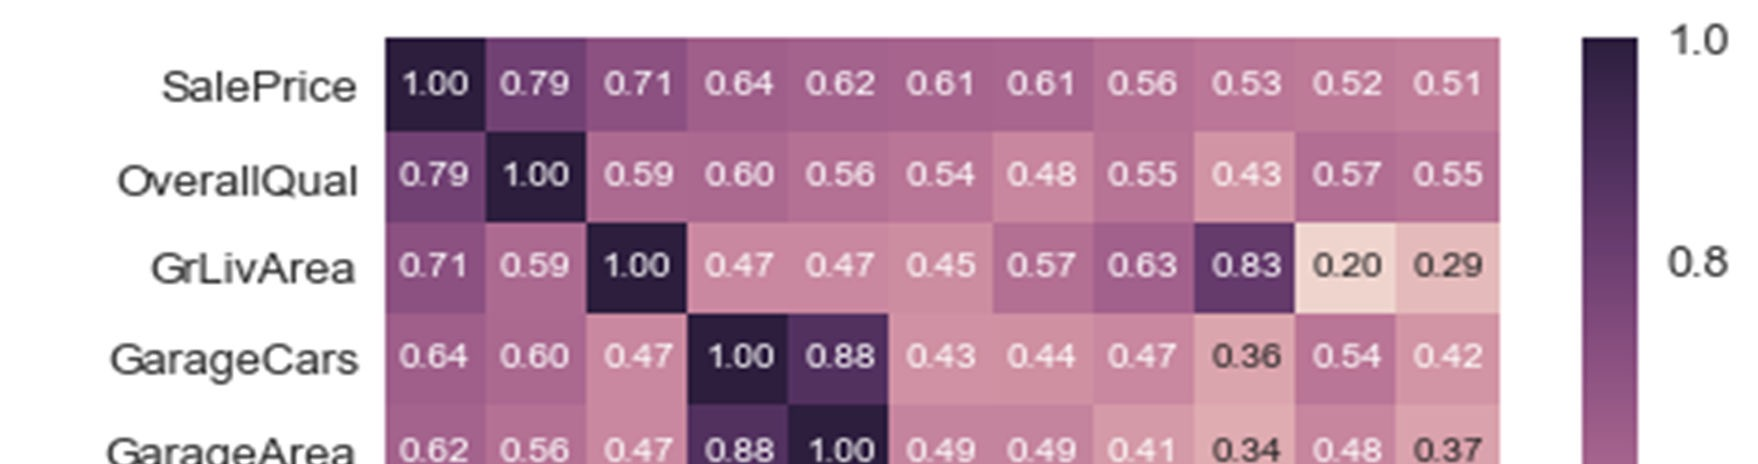 1.0
SalePrice 1.00 0.79 0.71 0.64 0.62 0.61 0.61 0.56 0.53 0.52 0.51
OverallQual 0.79 1.00 0.59 0.60 0.56 0.54 0.48 0.55 0.43 0.57 0.55
GrLivArea 0.71 0.59 1.00 0.47 0.47 0.45 0.57 0.63 0.83 0.20 0.29
0.8
GarageCars 0.64 0.60 0.47 1.00 0.88 0.43 0.44 0.47 0.36 0.54 0.42
GarageArea 0.62 0.56 0.47 0.88 1.00 0.49 0.49 0.41 0.34 0.48 0.37